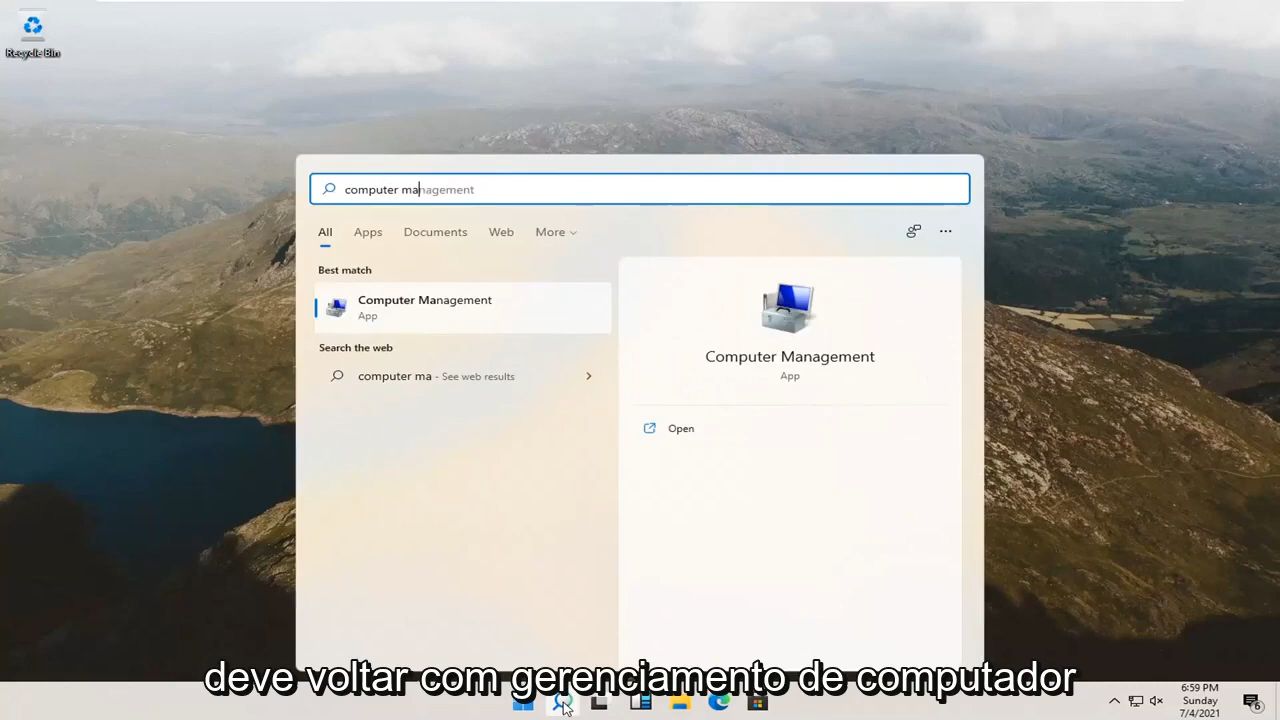 Recycle Bin
computer management
All Apps Documents Web More
Best match
Computer Management
App
Search the web
computer ma - See web results
Computer Management
App
Open
deve voltar com gerenciamento de computador
6:59 PM
Sunday
7/4/2021
6